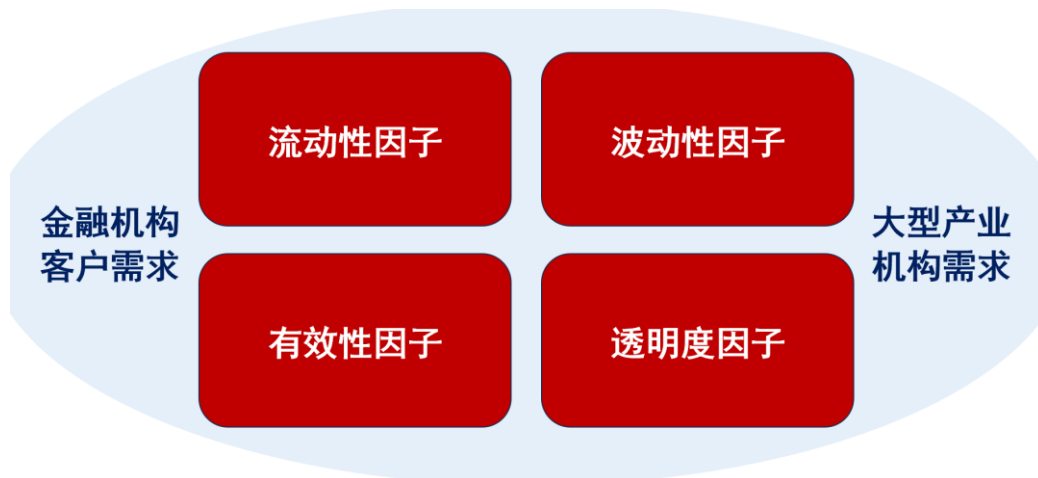 流动性因子
波动性因子
金融机构
客户需求
大型产业
机构需求
有效性因子
透明度因子